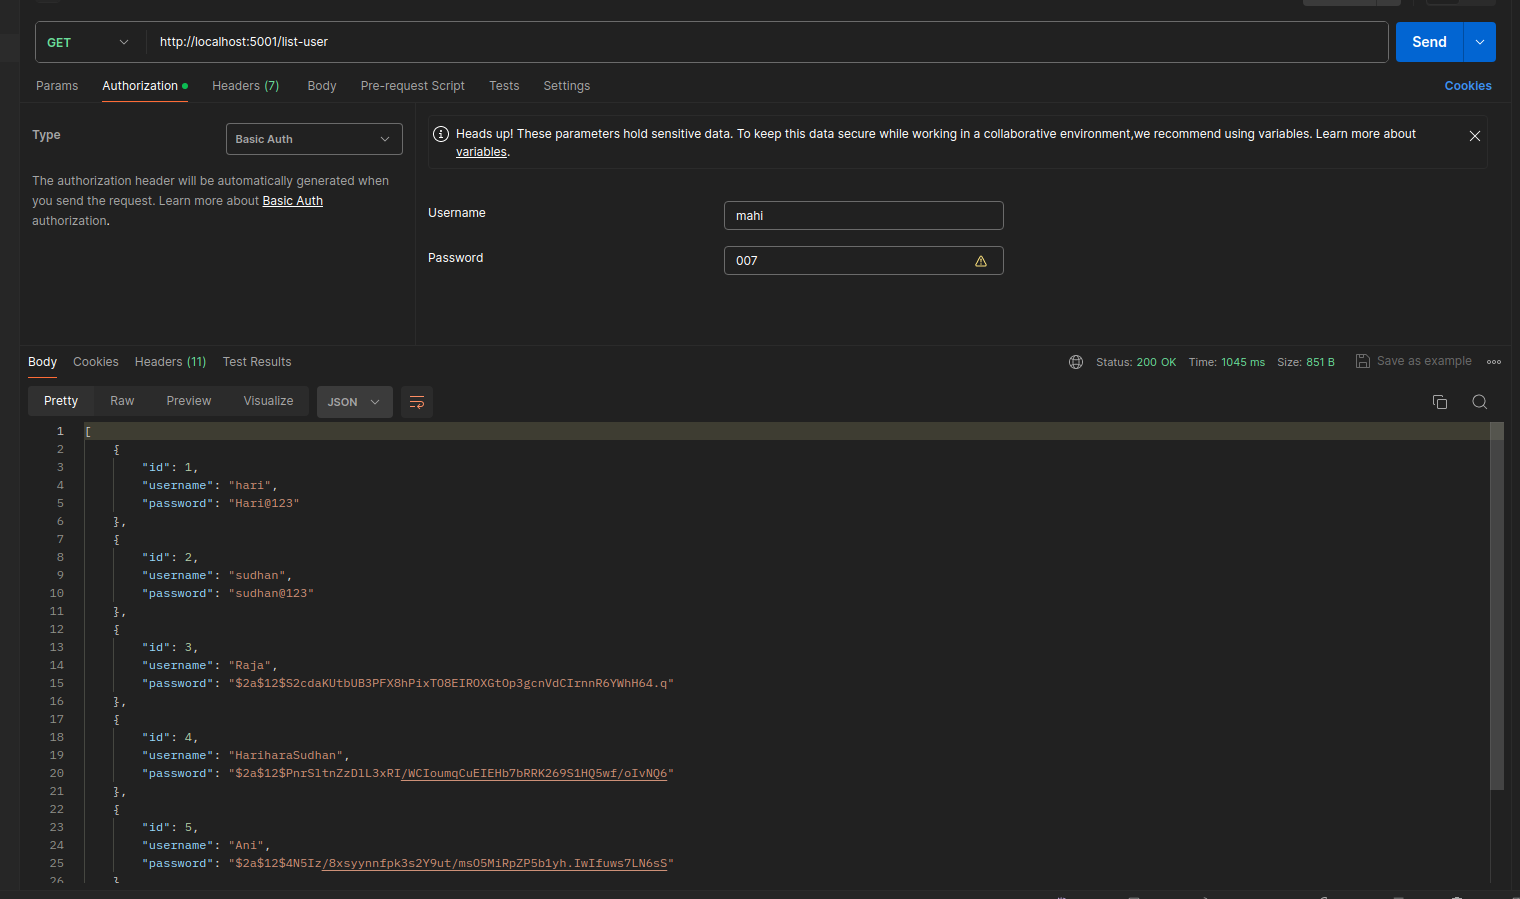 GET http://localhost:5001/list-user Send
Params Authorization Headers (7) Body Pre-request Script Tests Settings Cookies
Type Basic Auth
The authorization header will be automatically generated when
you send the request. Learn more about Basic Auth
authorization.
Heads up! These parameters hold sensitive data. To keep this data secure while working in a collaborative environment,we recommend using variables. Learn more about
variables.
Username mahi
Password 007
Body Cookies Headers (11) Test Results Status: 200 OK Time: 1045 ms Size: 851 B Save as example
Pretty Raw Preview Visualize JSON
1 [
2 {
3 "id": 1,
4 "username": "hari",
5 "password": "Hari@123"
6 },
7 {
8 "id": 2,
9 "username": "sudhan",
10 "password": "sudhan@123"
11 },
12 {
13 "id": 3,
14 "username": "Raja",
15 "password": "$2a$12$S2cdaKUtbUB3PFX8hPixTO8EIROXGtOp3gcnVdCIrnnR6YWhH64.q"
16 },
17 {
18 "id": 4,
19 "username": "HariharaSudhan",
20 "password": "$2a$12$PnrSltnZzDlL3xRI/WCIoumqCuEIEHb7bRRK269S1HQ5wf/oIvNQ6"
21 },
22 {
23 "id": 5,
24 "username": "Ani",
25 "password": "$2a$12$4N5Iz/8xsyynnfpk3s2Y9ut/msO5MiRpZP5b1yh.IwIfuws7LN6sS"
26 }